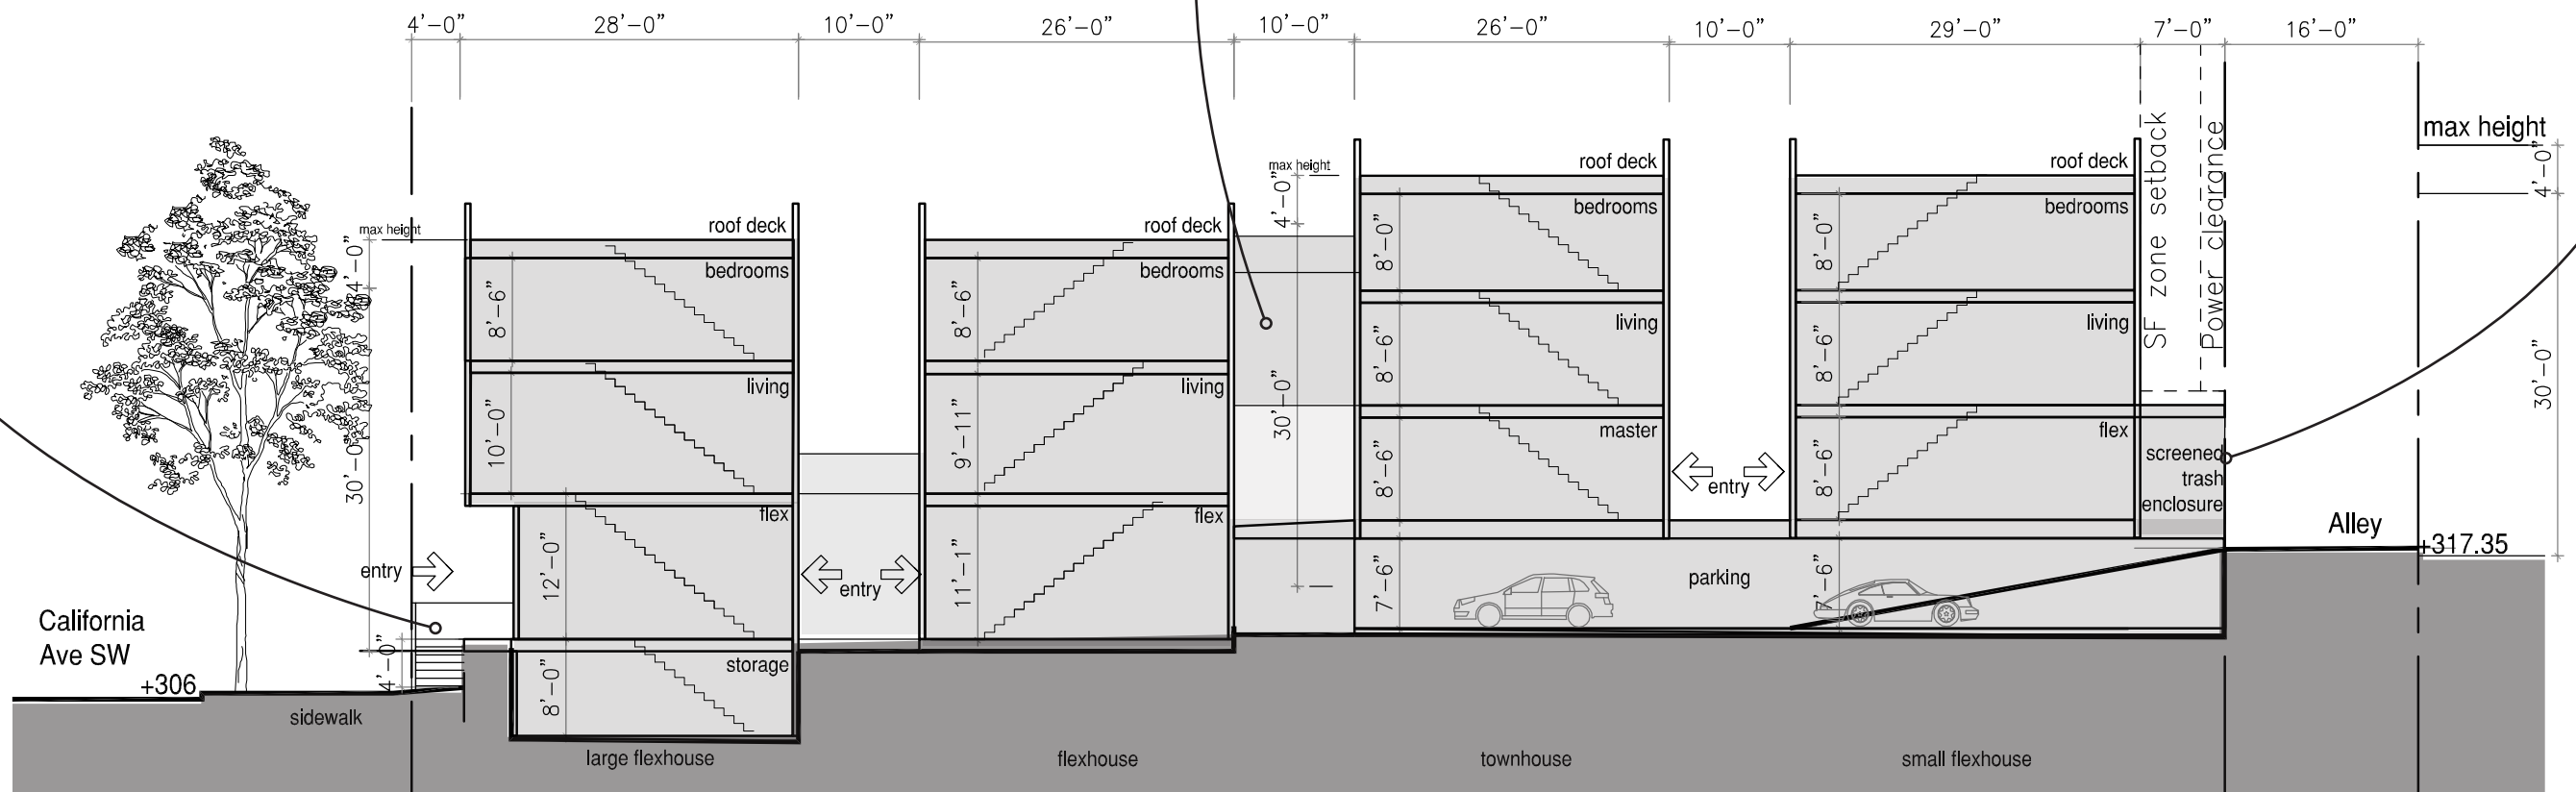 4'-0" 28'-0" 10'-0" 26'-0" 10'-0" 26'-0" 10'-0" 29'-0" 7'-0" 16'-0"
max height
4'-0"
30'-0"
SF zone setback
Power clearance
max height
4'-0"
30'-0"
roof deck
bedrooms
8'-0"
living
8'-6"
master
8'-6"
roof deck
bedrooms
8'-0"
living
8'-6"
flex
8'-6"
entry
screened
trash
enclosure
Alley
+317.35
parking
7'-6"
7'-6"
max height
4'-0"
30'-0"
roof deck
bedrooms
8'-6"
living
10'-0"
flex
12'-0"
storage
8'-0"
roof deck
bedrooms
8'-6"
living
9'-11"
flex
11'-1"
entry
entry
California
Ave SW
+306
4'-0"
sidewalk
large flexhouse
flexhouse
townhouse
small flexhouse